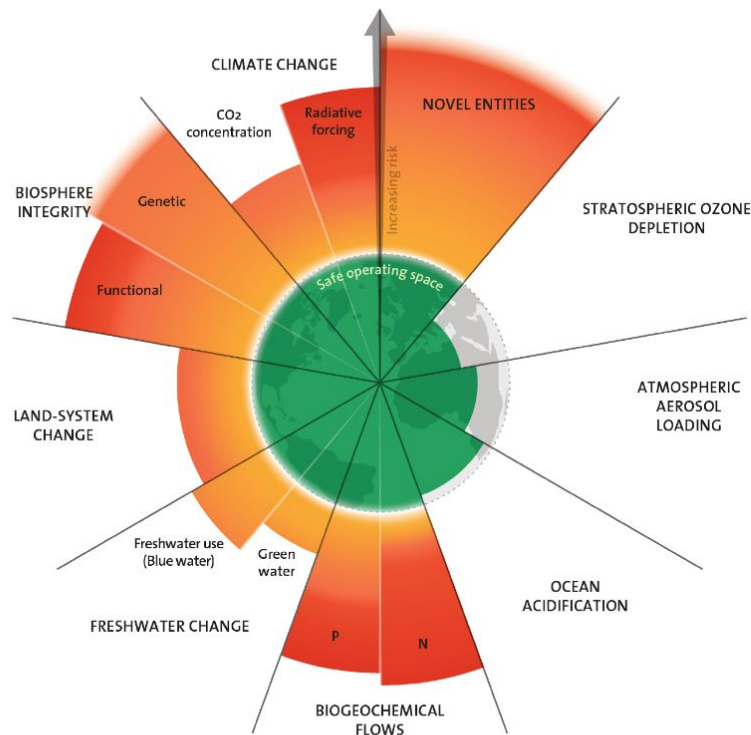 CLIMATE CHANGE
CO2
concentration
Radiative
forcing
Increasing risk
NOVEL ENTITIES
BIOSPHERE
INTEGRITY
Genetic
Functional
STRATOSPHERIC OZONE
DEPLETION
Safe operating space
ATMOSPHERIC
AEROSOL
LOADING
LAND-SYSTEM
CHANGE
Freshwater use
(Blue water)
Green
water
OCEAN
ACIDIFICATION
FRESHWATER CHANGE
P
N
BIOGEOCHEMICAL
FLOWS